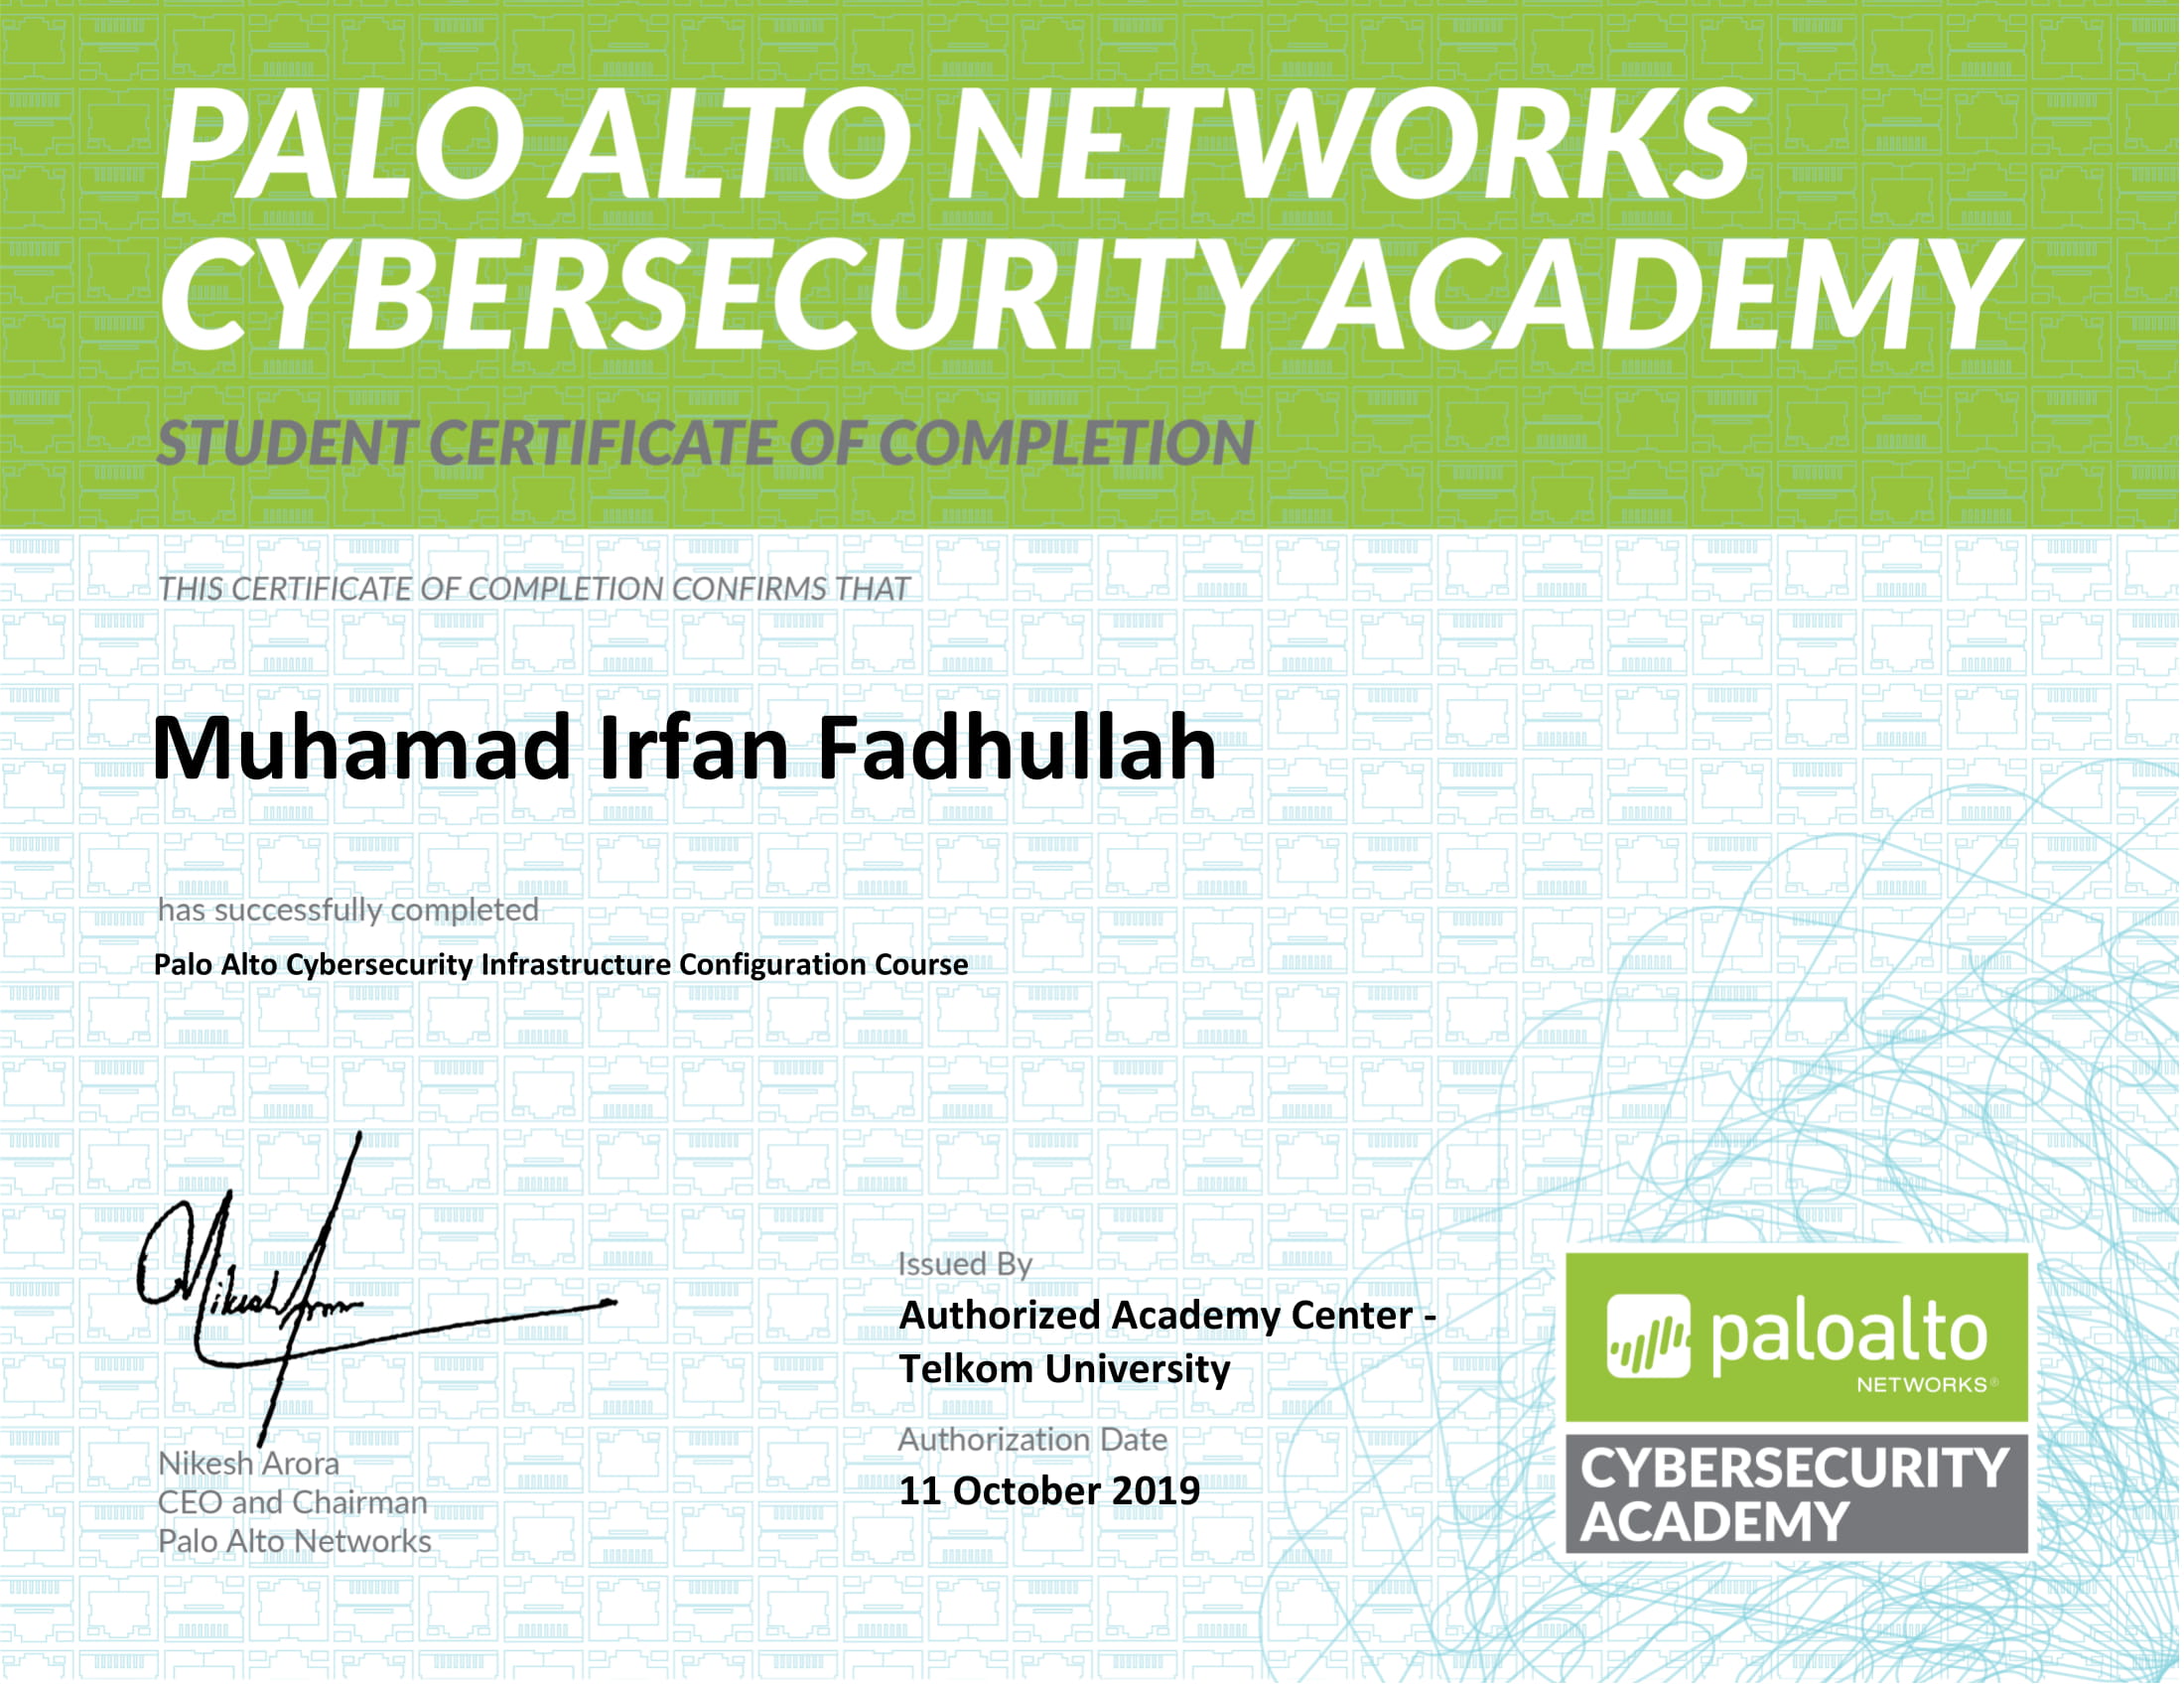 PALO ALTO NETWORKS
CYBERSECURITY ACADEMY
STUDENT CERTIFICATE OF COMPLETION
THIS CERTIFICATE OF COMPLETION CONFIRMS THAT
Muhamad Irfan Fadhullah
has successfully completed
Palo Alto Cybersecurity Infrastructure Configuration Course
Nikesh Arora
Nikesh Arora
CEO and Chairman
Palo Alto Networks
Issued By
Authorized Academy Center -
Telkom University
Authorization Date
11 October 2019
paloalto
NETWORKS®
CYBERSECURITY
ACADEMY